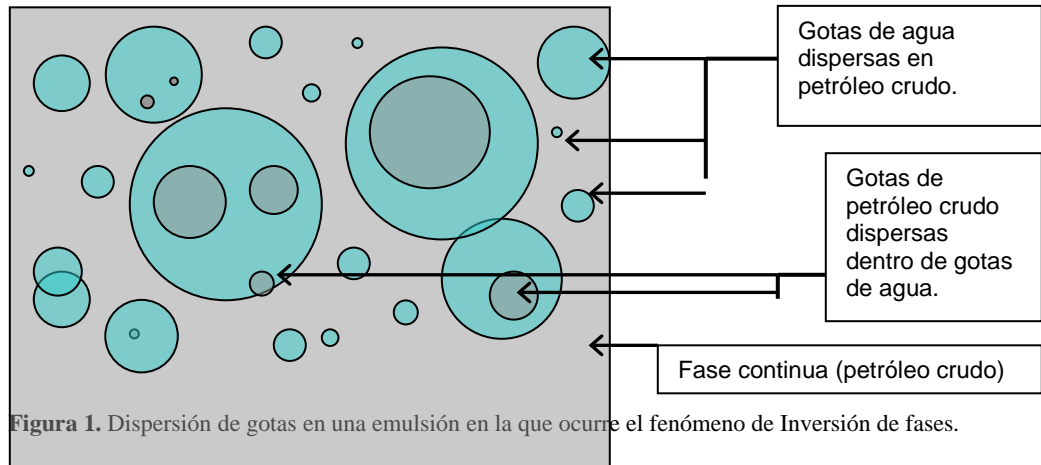 Gotas de agua
dispersas en
petróleo crudo.
Gotas de
petróleo crudo
dispersas
dentro de gotas
de agua.
Fase continua (petróleo crudo)
Figura 1. Dispersión de gotas en una emulsión en la que ocurre el fenómeno de Inversión de fases.